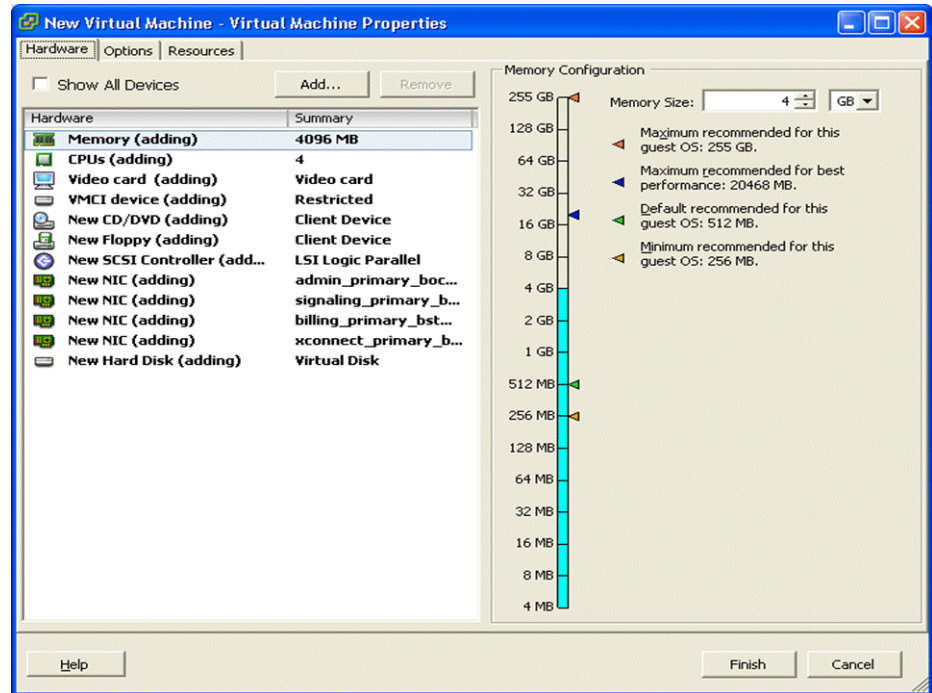 New Virtual Machine - Virtual Machine Properties
Hardware Options Resources
Show All Devices Add... Remove
Hardware Summary
Memory (adding) 4096 MB
CPUs (adding) 4
Video card (adding) Video card
VMCI device (adding) Restricted
New CD/DVD (adding) Client Device
New Floppy (adding) Client Device
New SCSI Controller (add... LSI Logic Parallel
New NIC (adding) admin_primary_boc...
New NIC (adding) signaling_primary_b...
New NIC (adding) billing_primary_bst...
New NIC (adding) xconnect_primary_b...
New Hard Disk (adding) Virtual Disk
Memory Configuration
255 GB
128 GB
64 GB
32 GB
16 GB
8 GB
4 GB
2 GB
1 GB
512 MB
256 MB
128 MB
64 MB
32 MB
16 MB
8 MB
4 MB
Memory Size: 4 GB
Maximum recommended for this
guest OS: 255 GB.
Maximum recommended for best
performance: 20468 MB.
Default recommended for this
guest OS: 512 MB.
Minimum recommended for this
guest OS: 256 MB.
Help Finish Cancel